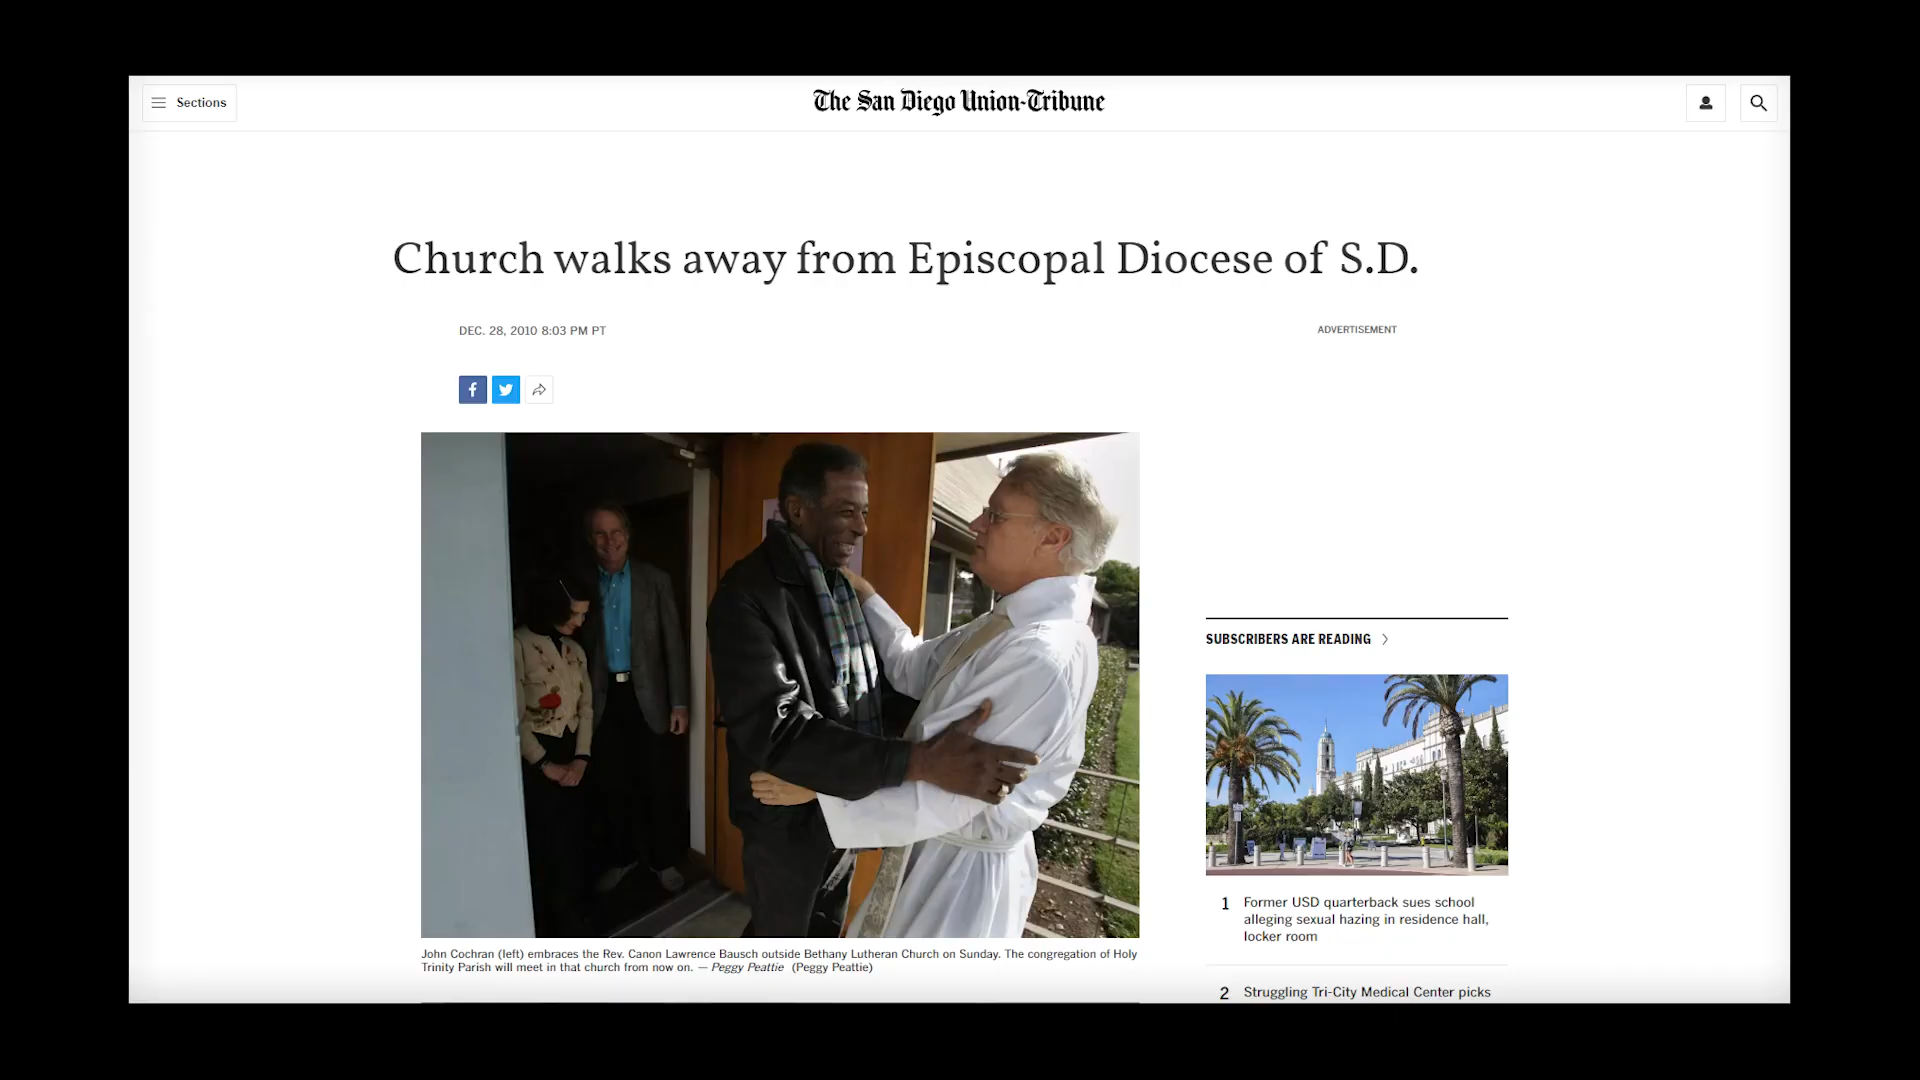 Sections
The San Diego Union-Tribune
Church walks away from Episcopal Diocese of S.D.
DEC. 28, 2010 8:03 PM PT
ADVERTISEMENT
John Cochran (left) embraces the Rev. Canon Lawrence Bausch outside Bethany Lutheran Church on Sunday. The congregation of Holy
Trinity Parish will meet in that church from now on. — Peggy Peattie (Peggy Peattie)
SUBSCRIBERS ARE READING
1 Former USD quarterback sues school
alleging sexual hazing in residence hall,
locker room
2 Struggling Tri-City Medical Center picks